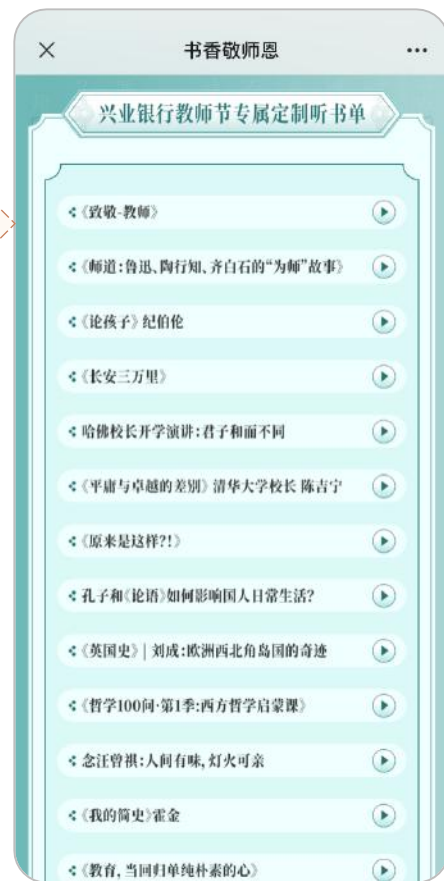 书香敬师恩
兴业银行教师节专属定制听书单
《致敬-教师》
《师道:鲁迅、陶行知、齐白石的“为师”故事》
《论孩子》纪伯伦
《长安三万里》
哈佛校长开学演讲:君子和而不同
《平庸与卓越的差别》清华大学校长 陈吉宁
《原来是这样?!》
孔子和《论语》如何影响国人日常生活?
《英国史》|刘成:欧洲西北角岛国的奇迹
《哲学100问·第1季:西方哲学启蒙课》
念汪曾祺:人间有味,灯火可亲
《我的简史》霍金
《教育,当回归单纯朴素的心》